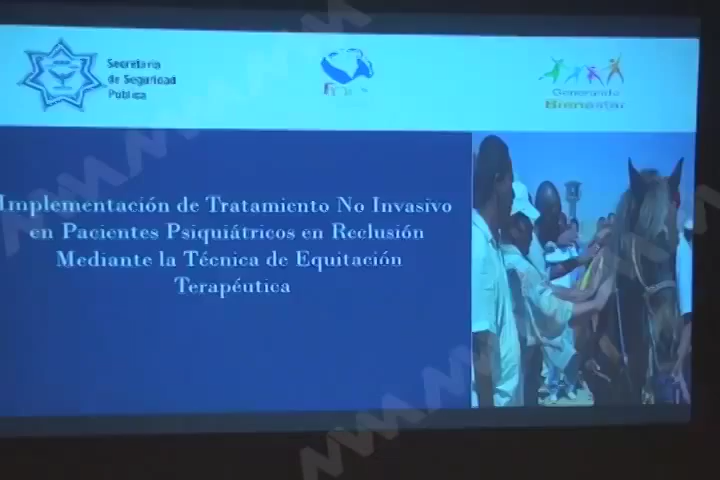 Secretaría
de Seguridad
Pública
Generando
Bienestar
Implementación de Tratamiento No Invasivo
en Pacientes Psiquiátricos en Reclusión
Mediante la Técnica de Equitación
Terapéutica